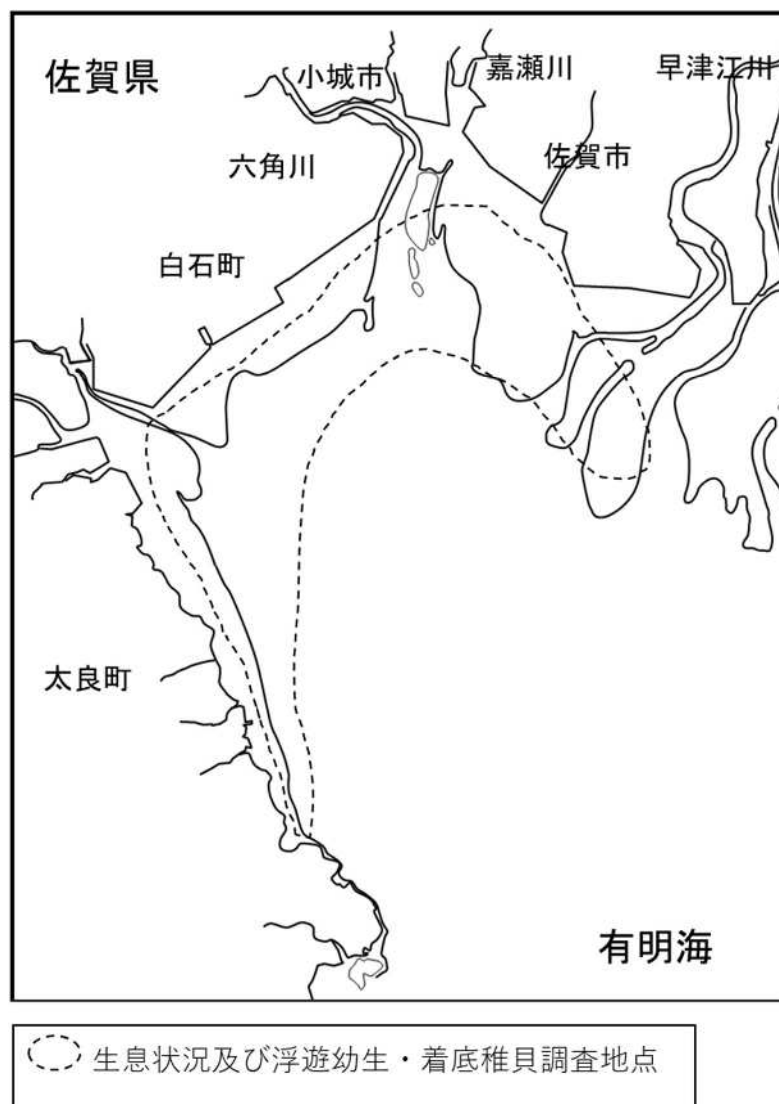 佐賀県
小城市
嘉瀬川
早津江川
六角川
佐賀市
白石町
太良町
有明海
生息状況及び浮遊幼生・着底稚貝調査地点